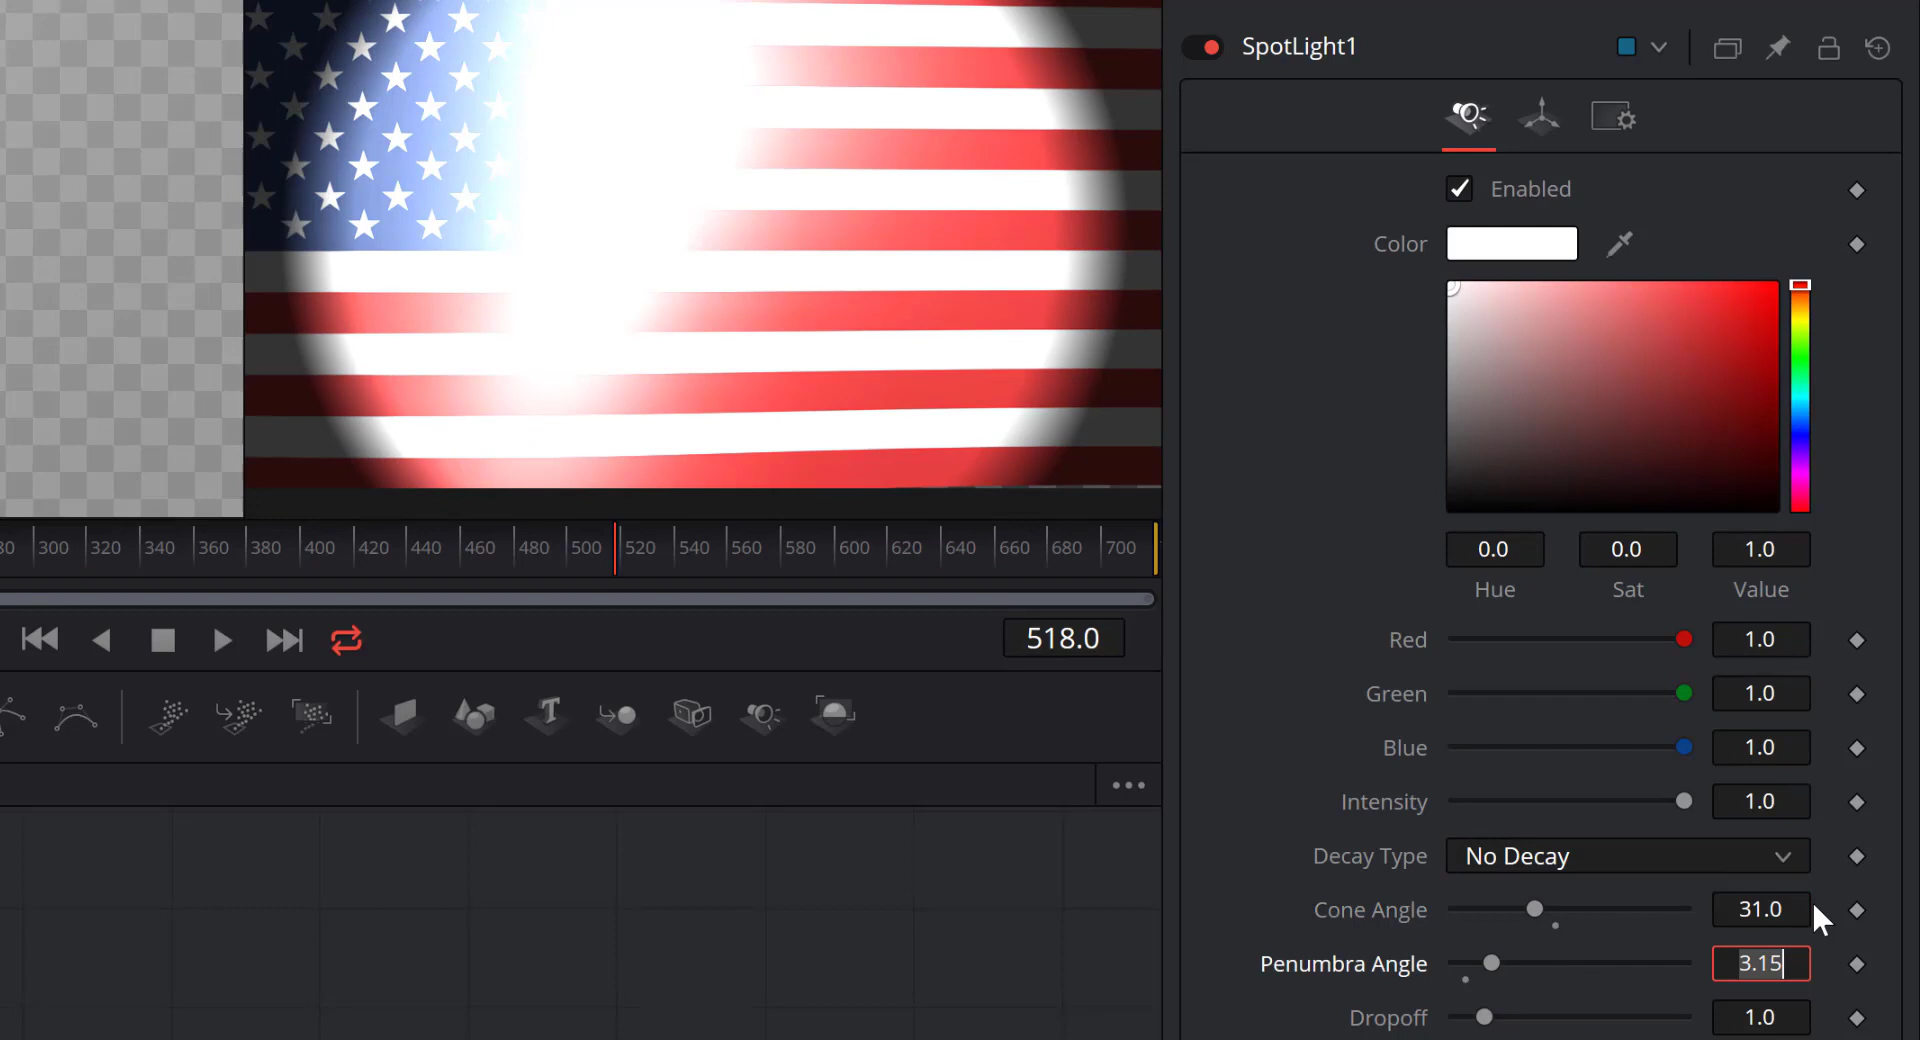 SpotLight1
Enabled
Color
0.0 0.0 1.0
Hue Sat Value
Red 1.0
Green 1.0
Blue 1.0
Intensity 1.0
Decay Type No Decay
Cone Angle 31.0
Penumbra Angle 3.15
Dropoff 1.0
80 300 320 340 360 380 400 420 440 460 480 500 520 540 560 580 600 620 640 660 680 700
518.0
T